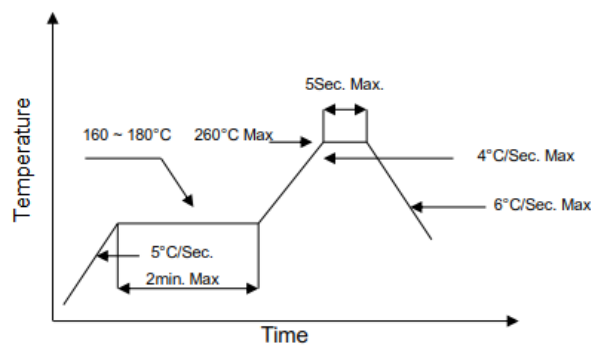 5Sec. Max.
160 ~ 180°C
260°C Max
4°C/Sec. Max
6°C/Sec. Max
5°C/Sec.
2min. Max
Temperature
Time